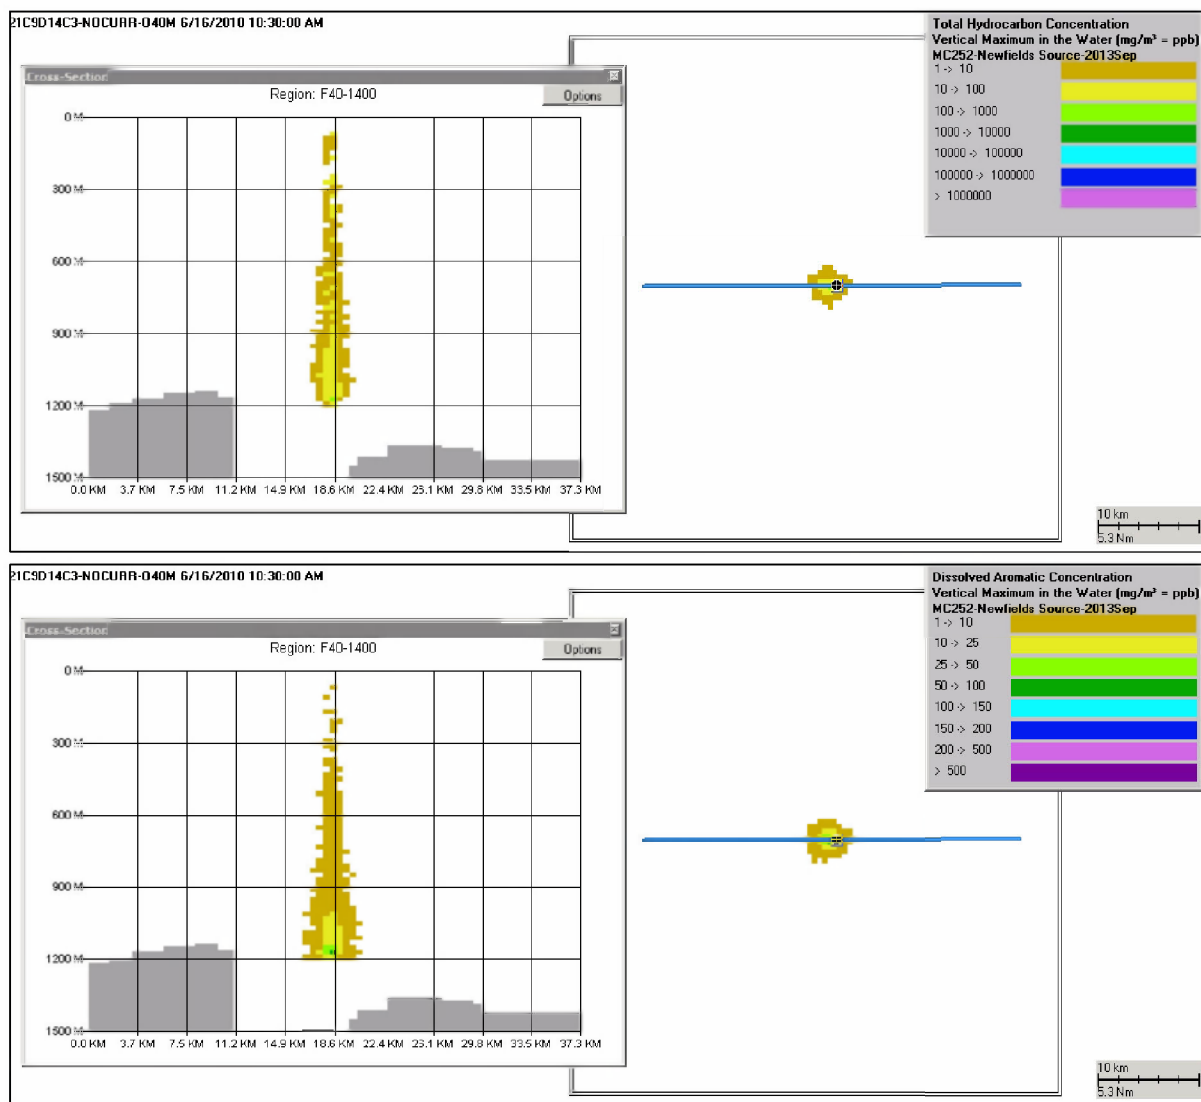 21C9D14C3-NOCURR-O40M 6/16/2010 10:30:00 AM
Total Hydrocarbon Concentration
Vertical Maximum in the Water (mg/m³ = ppb)
MC252-Newfields Source-2013Sep
1 -> 10
10 -> 100
100 -> 1000
1000 -> 10000
10000 -> 100000
100000 -> 1000000
> 1000000
Cross-Section
Region: F40-1400
Options
0 M
300 M
600 M
900 M
1200 M
1500 M
0.0 KM 3.7 KM 7.5 KM 11.2 KM 14.9 KM 18.6 KM 22.4 KM 26.1 KM 29.8 KM 33.5 KM 37.3 KM
10 km
5.3 Nm
21C9D14C3-NOCURR-O40M 6/16/2010 10:30:00 AM
Dissolved Aromatic Concentration
Vertical Maximum in the Water (mg/m³ = ppb)
MC252-Newfields Source-2013Sep
1 -> 10
10 -> 25
25 -> 50
50 -> 100
100 -> 150
150 -> 200
200 -> 500
> 500
Cross-Section
Region: F40-1400
Options
0 M
300 M
600 M
900 M
1200 M
1500 M
0.0 KM 3.7 KM 7.5 KM 11.2 KM 14.9 KM 18.6 KM 22.4 KM 26.1 KM 29.8 KM 33.5 KM 37.3 KM
10 km
5.3 Nm